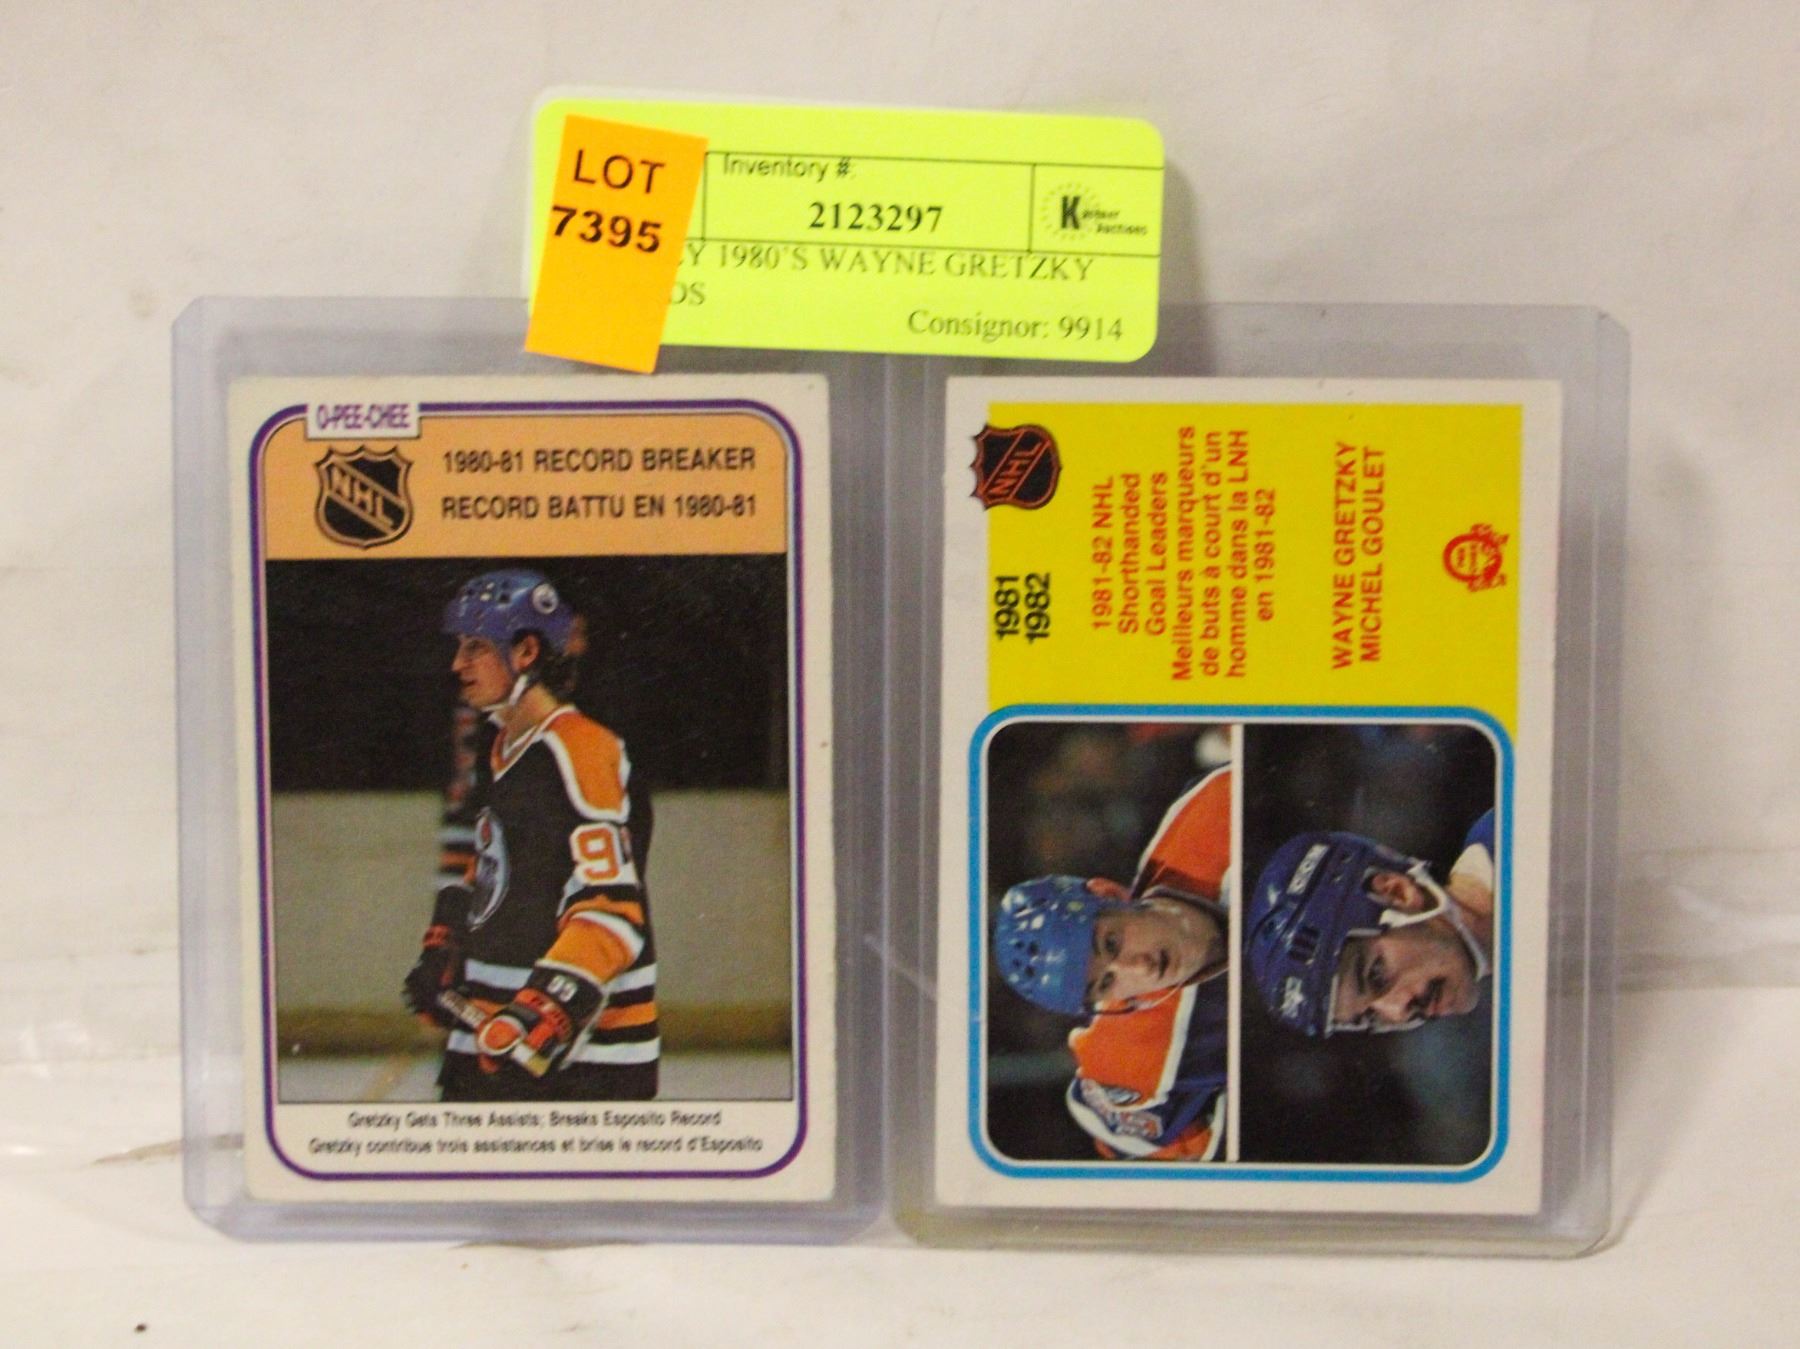 LOT
7395
Inventory #:
2123297
K Auctions
1980'S WAYNE GRETZKY
Consignor: 9914
O-PEE-CHEE
NHL
1980-81 RECORD BREAKER
RECORD BATTU EN 1980-81
9
99
Gretzky Gets Three Assists; Breaks Esposito Record
Gretzky contribue trois assistances et brise le record d'Esposito
NHL
1981
1982
1981-82 NHL
Shorthanded
Goal Leaders
Meilleurs marqueurs
de buts à court d'un
homme dans la LNH
en 1981-82
WAYNE GRETZKY
MICHEL GOULET